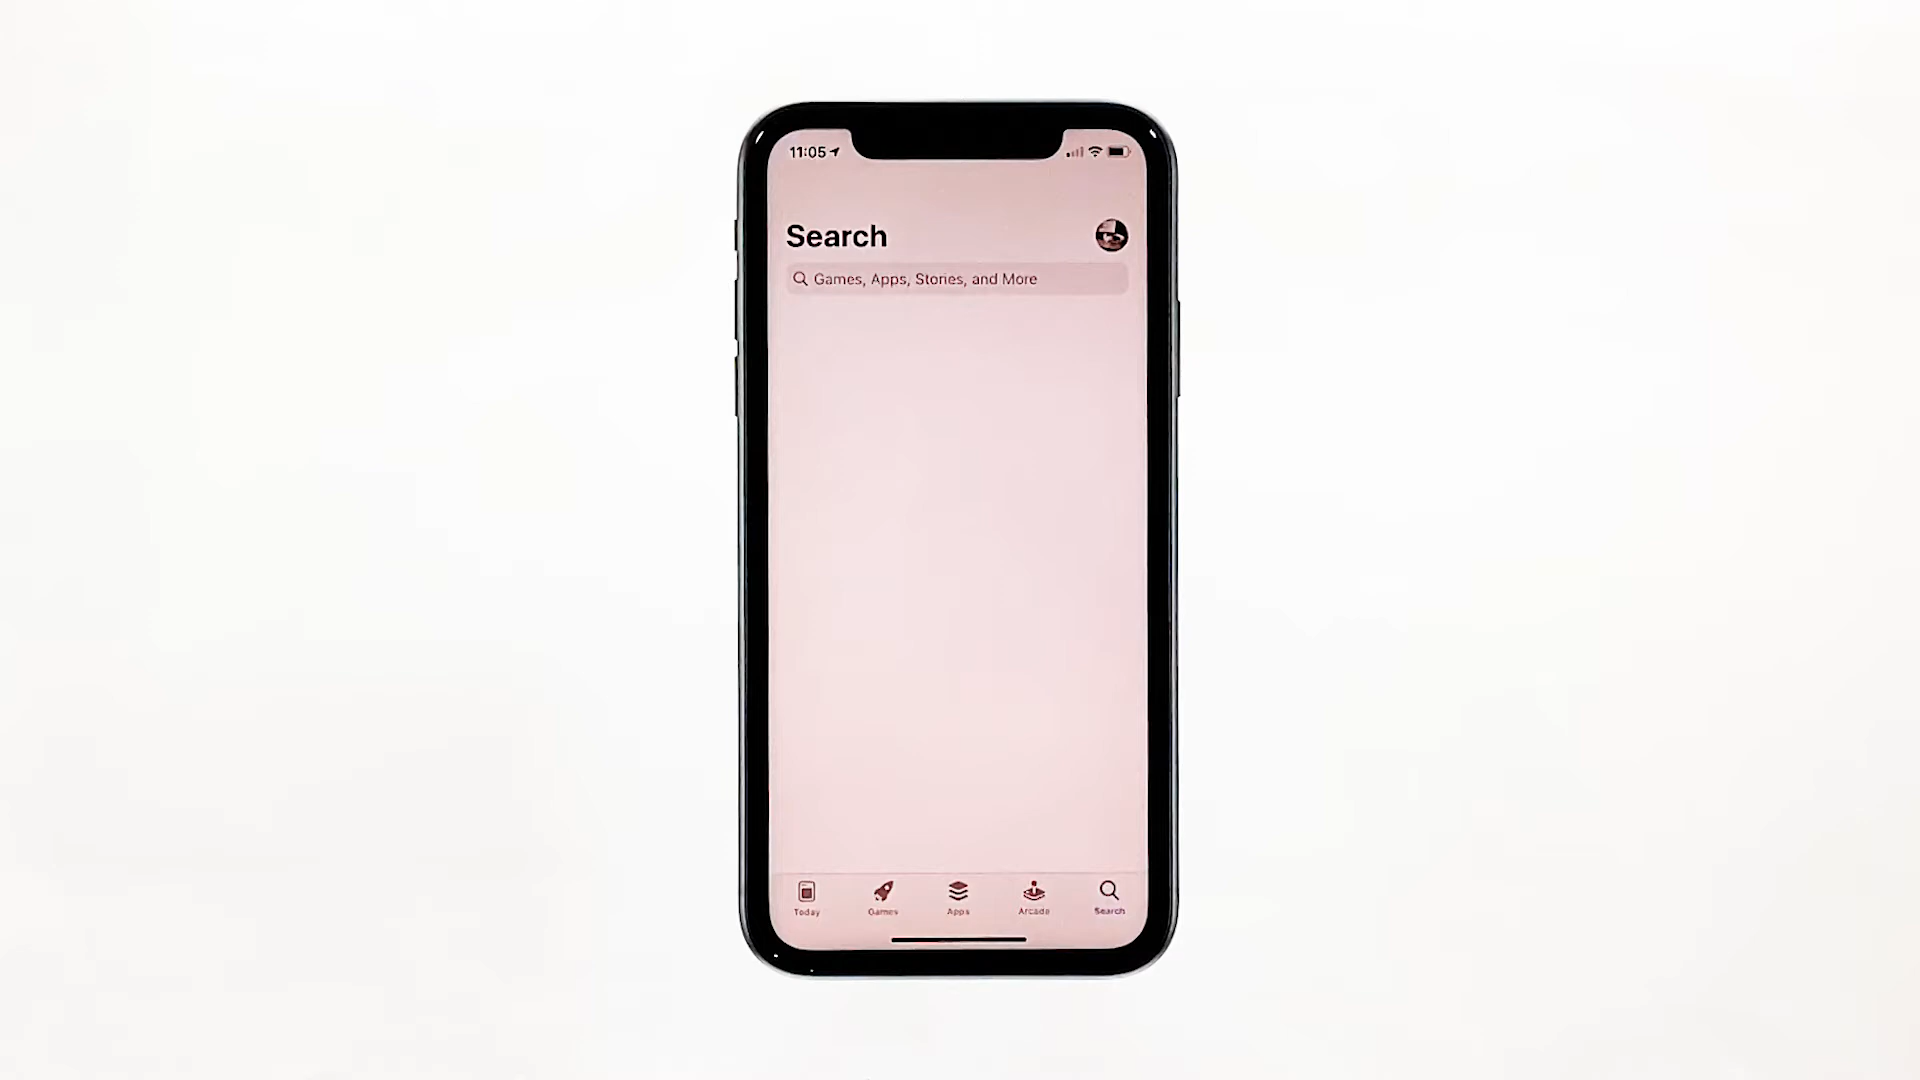 11:05
Search
Games, Apps, Stories, and More
Today
Games
Apps
Arcade
Search